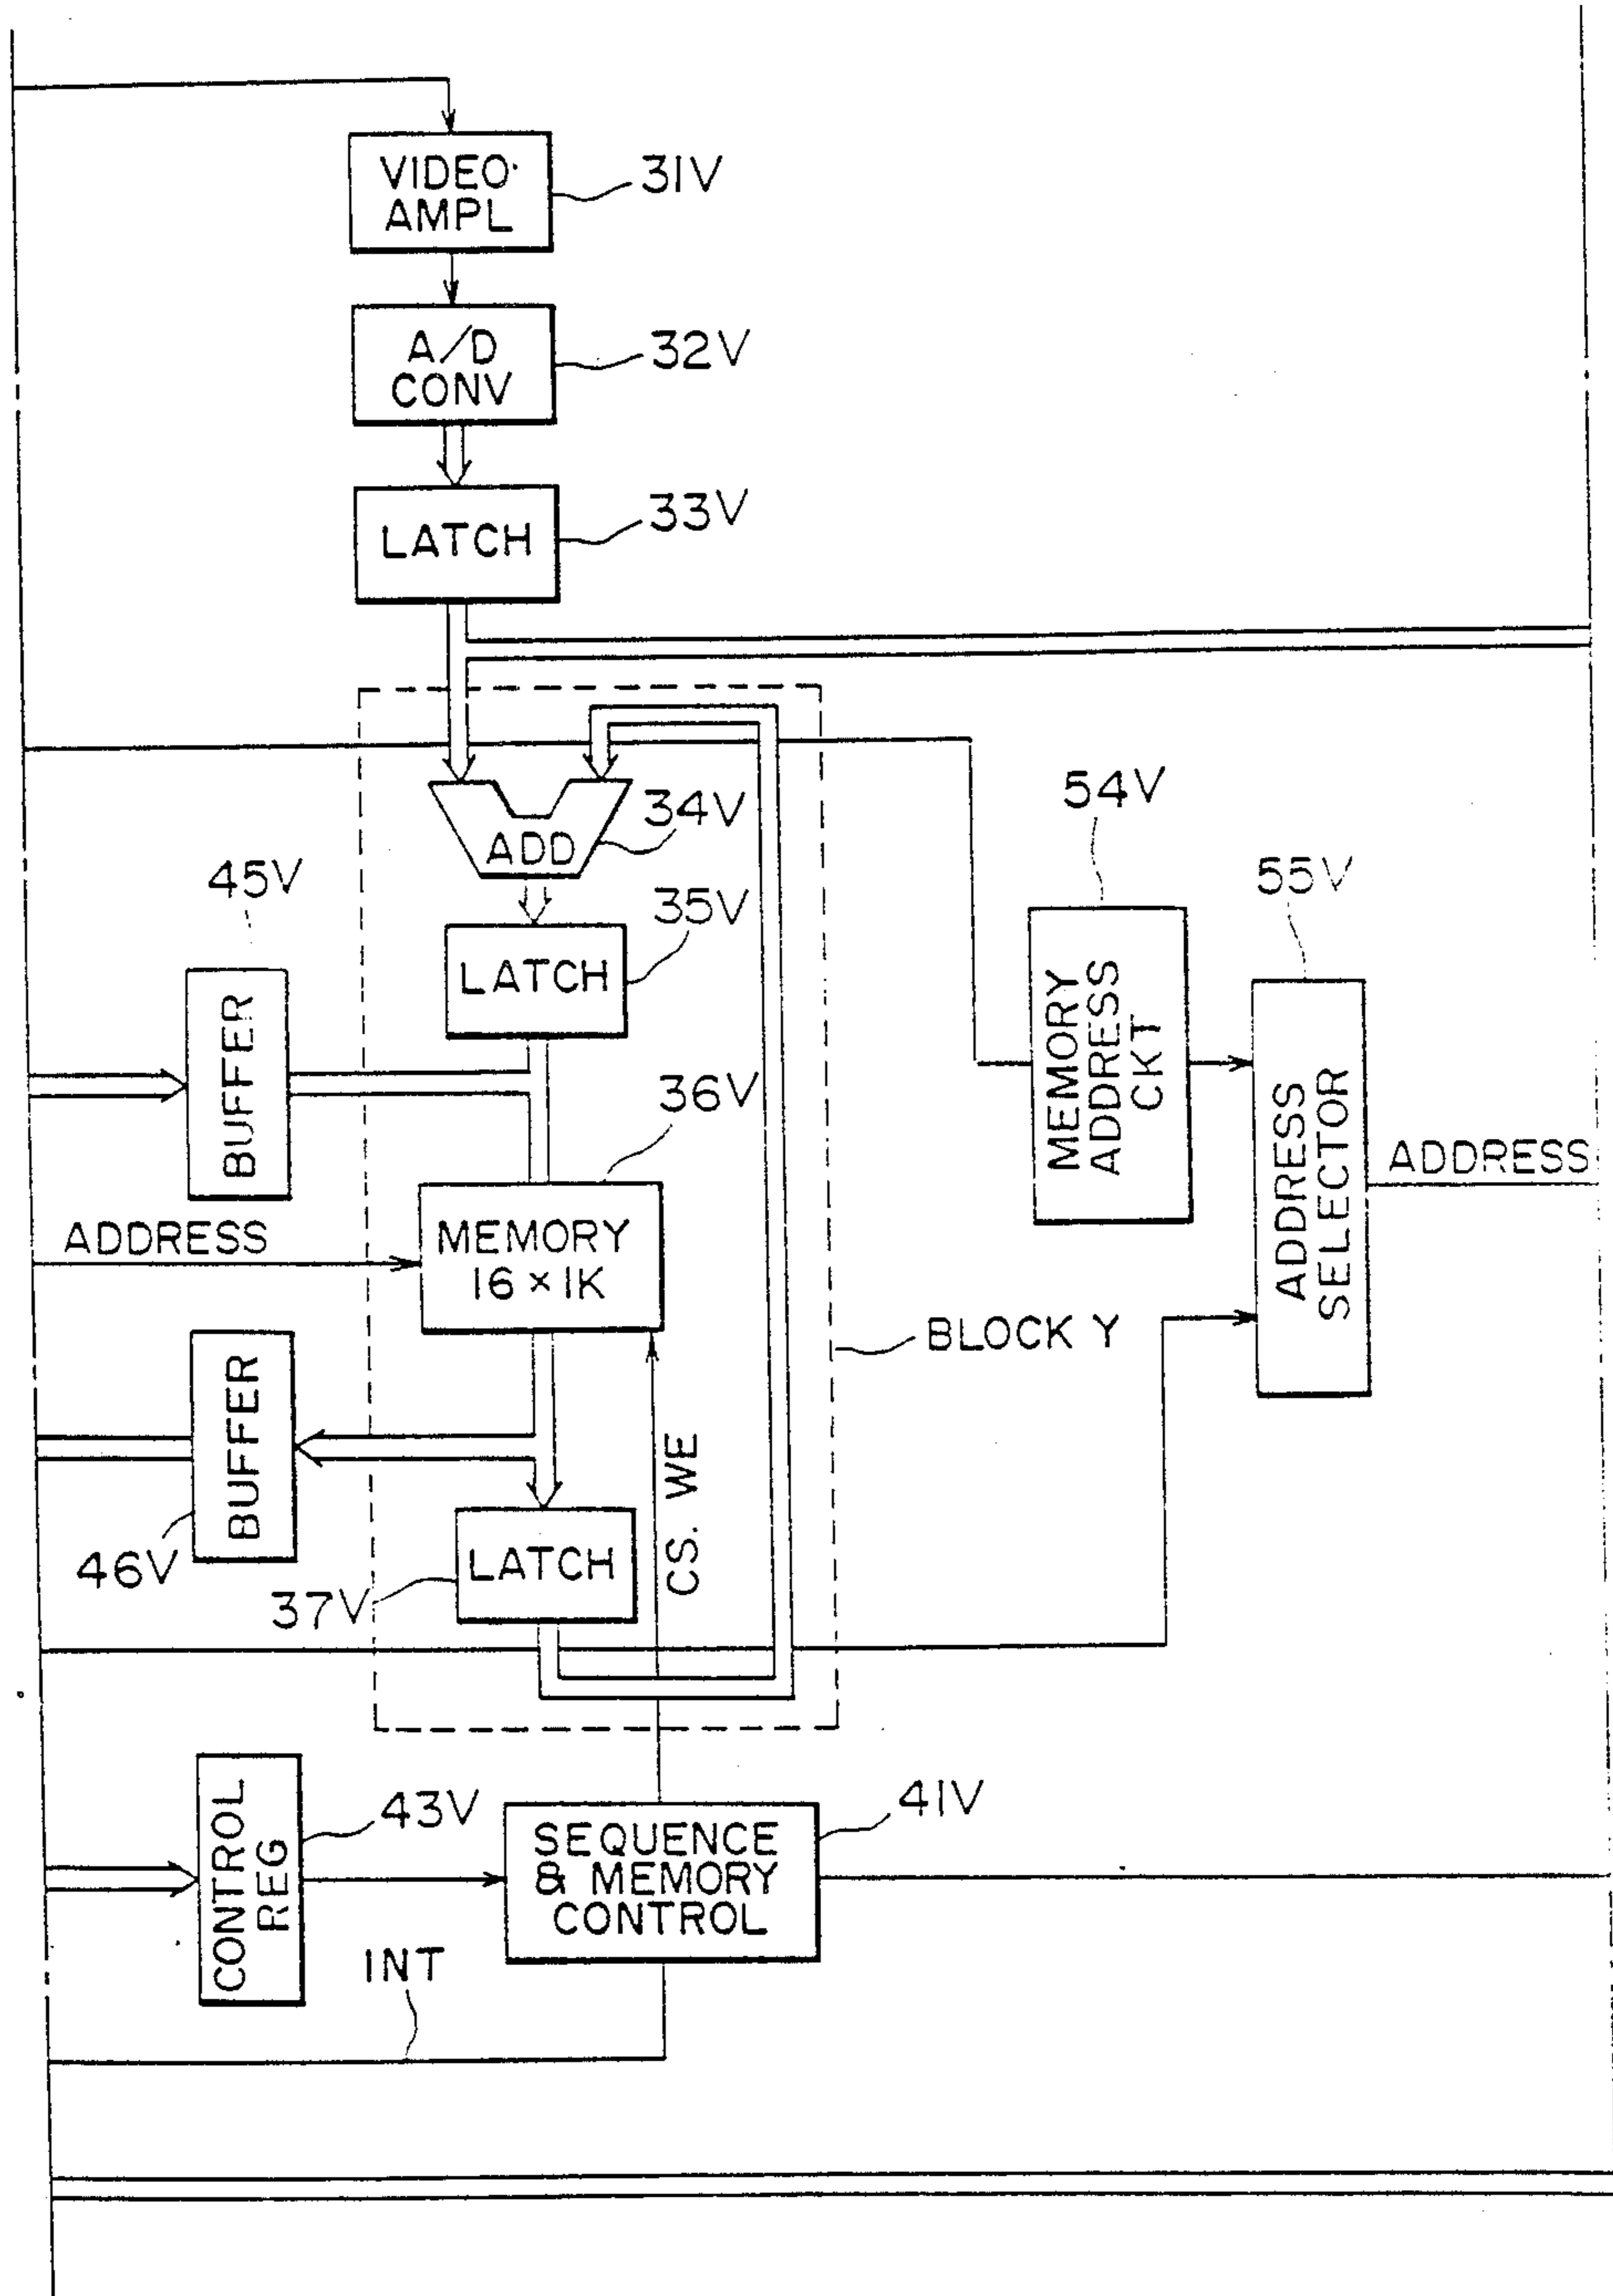 VIDEO
AMPL
31V
A/D
CONV
32V
LATCH
33V
ADD
34V
45V
LATCH
35V
54V
55V
BUFFER
36V
MEMORY
ADDRESS
CKT
ADDRESS
SELECTOR
ADDRESS
ADDRESS
MEMORY
16 × 1K
BLOCK Y
BUFFER
46V
CS. WE
LATCH
37V
CONTROL
REG
43V
SEQUENCE
& MEMORY
CONTROL
41V
INT